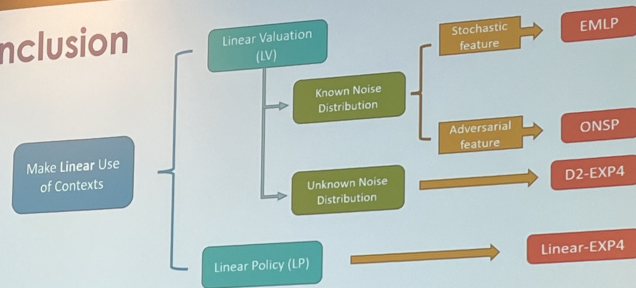 nclusion
Linear Valuation
(LV)
Stochastic
feature
EMLP
Known Noise
Distribution
Adversarial
feature
ONSP
Make Linear Use
of Contexts
Unknown Noise
Distribution
D2-EXP4
Linear Policy (LP)
Linear-EXP4